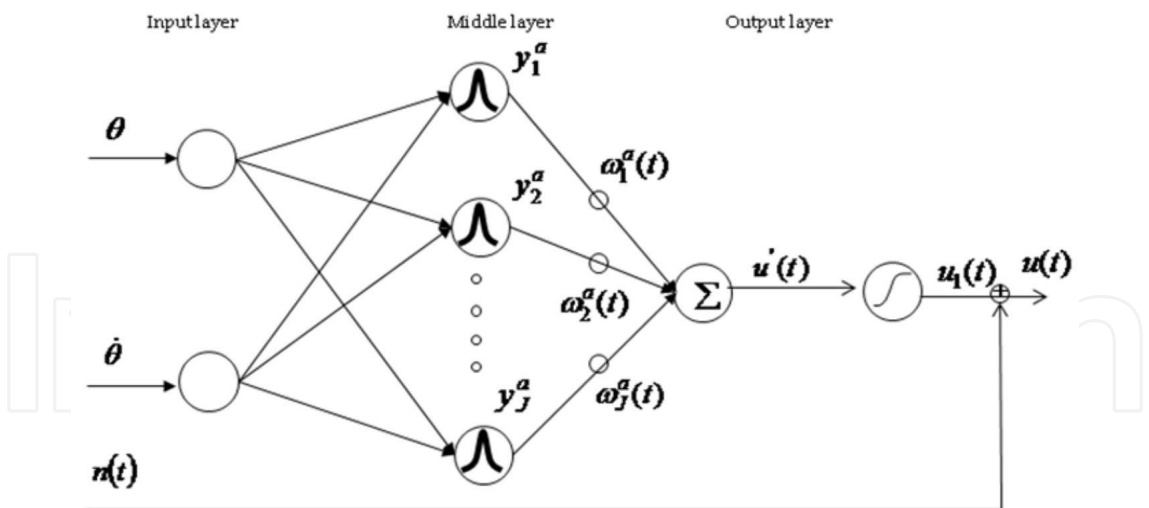 Input layer Middle layer Output layer
y₁ᵃ
θ
ω₁ᵃ(t)
y₂ᵃ
u'(t) u₁(t) u(t)
Σ
ω₂ᵃ(t)
θ̇
y_Jᵃ ω_Jᵃ(t)
n(t)